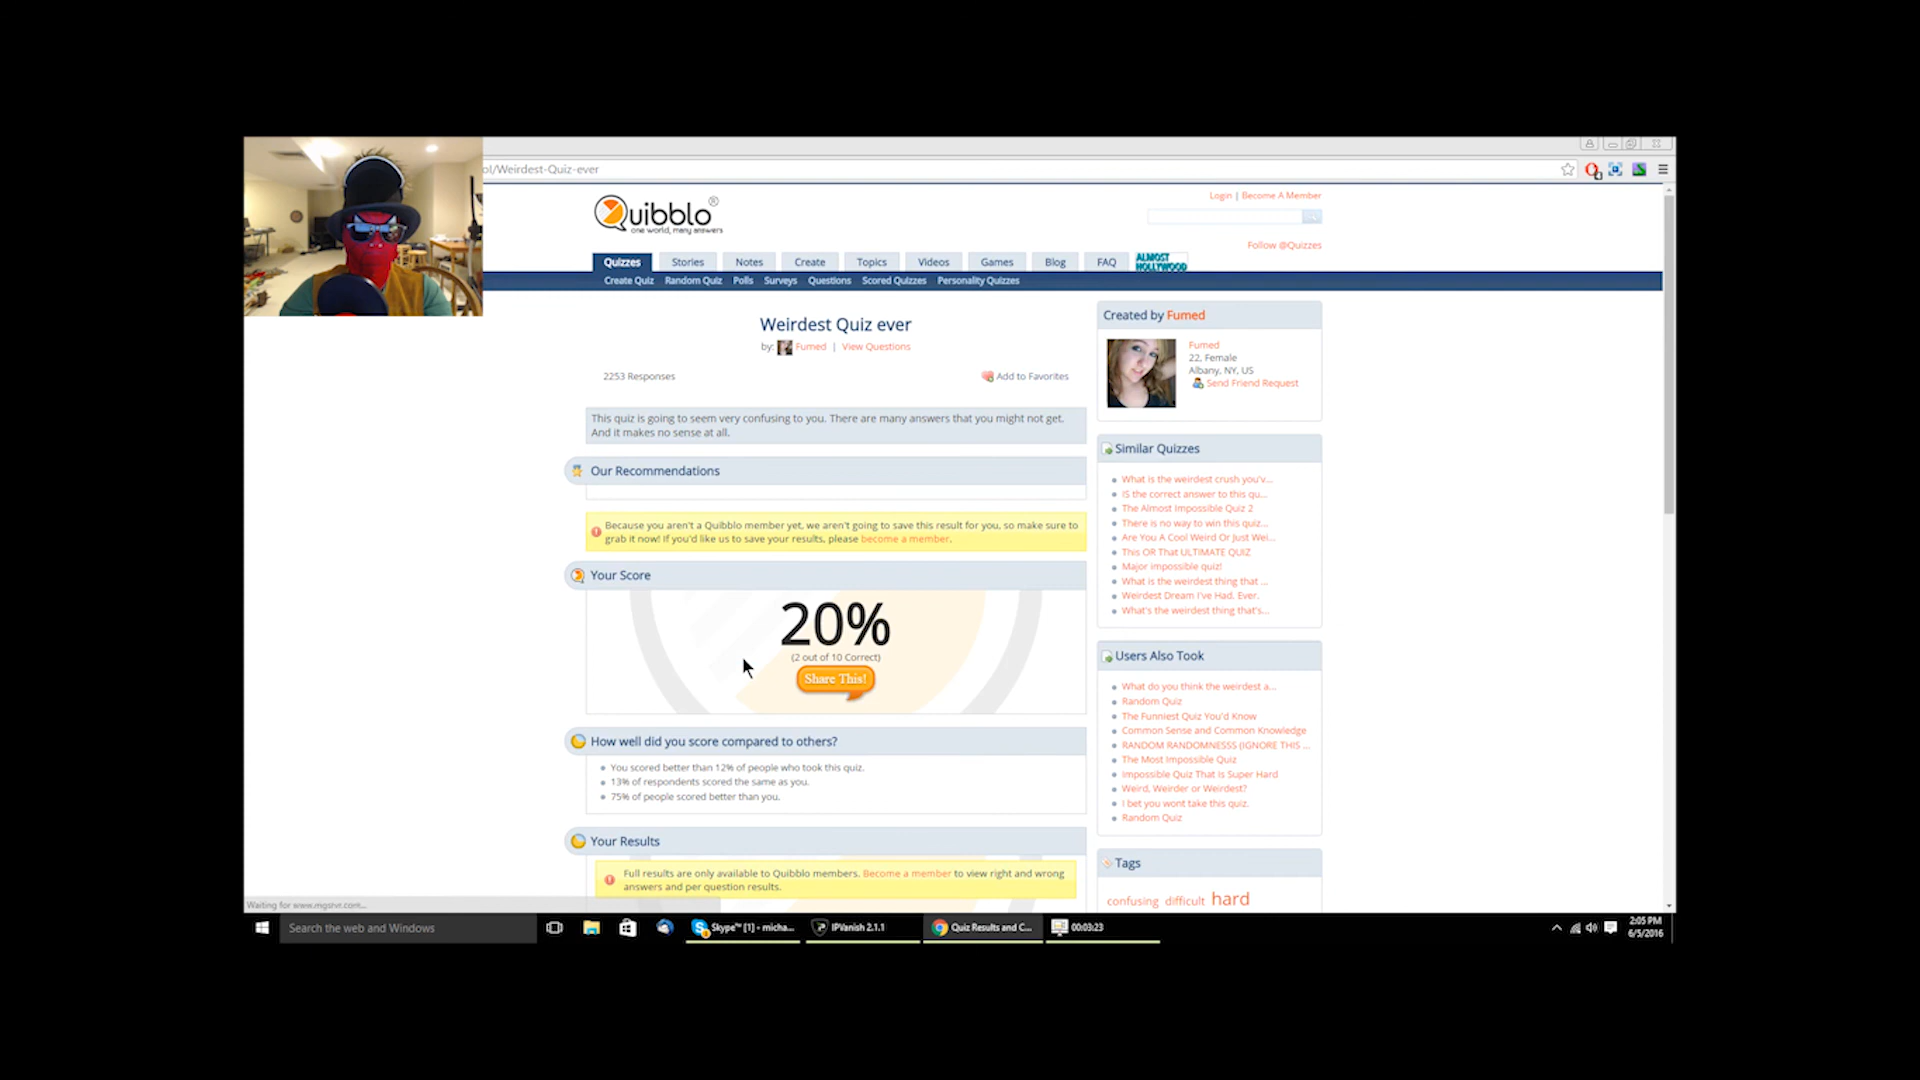 ol/Weirdest-Quiz-ever
Login | Become A Member
Quibblo®
one world, many answers
Follow @Quizzes
Quizzes Stories Notes Create Topics Videos Games Blog FAQ ALMOST HOLLYWOOD
Create Quiz Random Quiz Polls Surveys Questions Scored Quizzes Personality Quizzes
Weirdest Quiz ever
by: Fumed | View Questions
2253 Responses
Add to Favorites
This quiz is going to seem very confusing to you. There are many answers that you might not get.
And it makes no sense at all.
Our Recommendations
Because you aren't a Quibblo member yet, we aren't going to save this result for you, so make sure to
grab it now! If you'd like us to save your results, please become a member.
Your Score
20%
(2 out of 10 Correct)
Share This!
How well did you score compared to others?
You scored better than 12% of people who took this quiz.
13% of respondents scored the same as you.
75% of people scored better than you.
Your Results
Full results are only available to Quibblo members. Become a member to view right and wrong
answers and per question results.
Created by Fumed
Fumed
22, Female
Albany, NY, US
Send Friend Request
Similar Quizzes
What is the weirdest crush you'v...
IS the correct answer to this qu...
The Almost Impossible Quiz 2
There is no way to win this quiz...
Are You A Cool Weird Or Just Wei...
This OR That ULTIMATE QUIZ
Major impossible quiz!
What is the weirdest thing that ...
Weirdest Dream I've Had, Ever.
What's the weirdest thing that's...
Users Also Took
What do you think the weirdest a...
Random Quiz
The Funniest Quiz You'd Know
Common Sense and Common Knowledge
RANDOM RANDOMNESSS (IGNORE THIS ...
The Most Impossible Quiz
Impossible Quiz That Is Super Hard
Weird, Weirder or Weirdest?
I bet you wont take this quiz.
Random Quiz
Tags
confusing difficult hard
Waiting for www.mgsrvr.com...
Search the web and Windows
Skype™ [1] - micha...
IPVanish 2.1.1
Quiz Results and C...
00:03:23
2:05 PM
6/5/2016